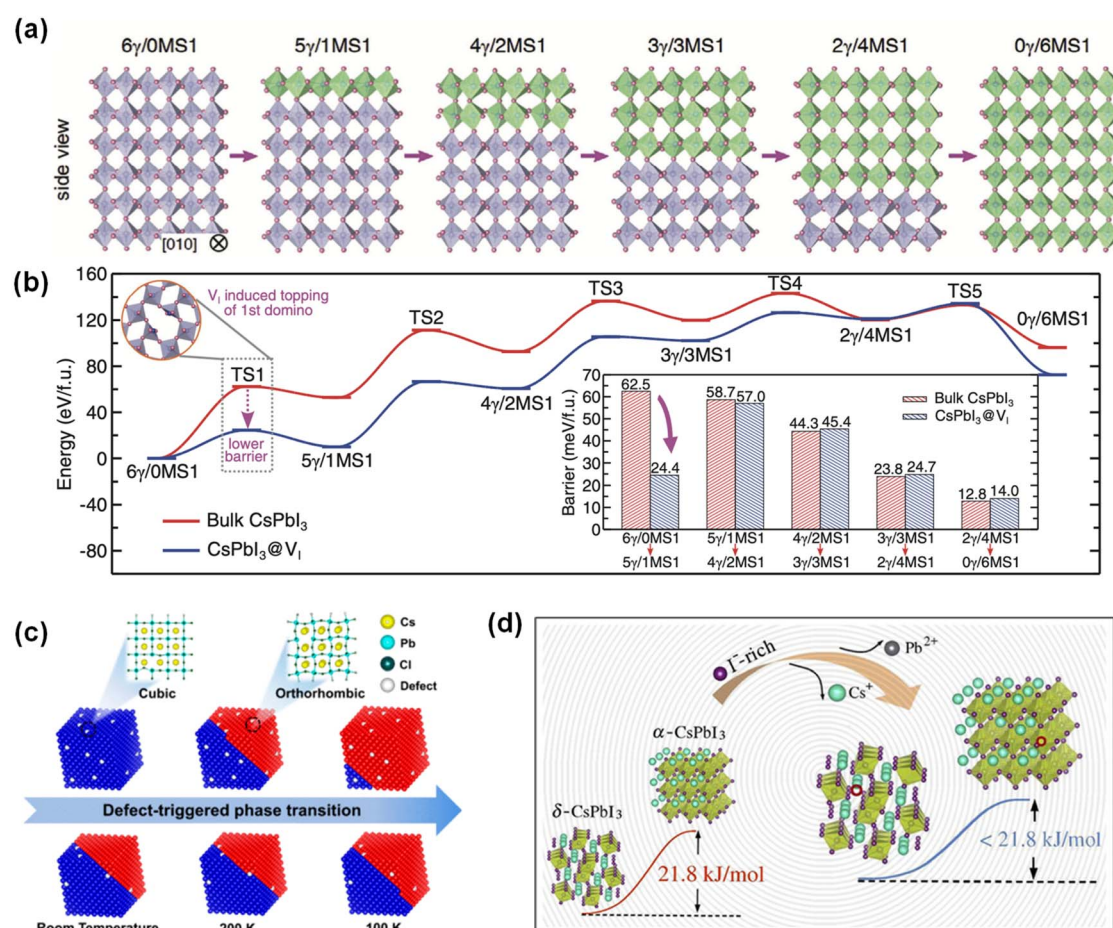 (a)
6γ/0MS1 5γ/1MS1 4γ/2MS1 3γ/3MS1 2γ/4MS1 0γ/6MS1
side view
[010]
(b)
Energy (eV/f.u.)
160
120
80
40
0
-40
-80
V_I induced topping
of 1st domino
TS1
lower
barrier
TS2
TS3
TS4
TS5
6γ/0MS1
5γ/1MS1
4γ/2MS1
3γ/3MS1
2γ/4MS1
0γ/6MS1
Bulk CsPbI₃
CsPbI₃@V_I
Barrier (meV/f.u.)
70
60
50
40
30
20
10
0
62.5
24.4
58.7 57.0
44.3 45.4
23.8 24.7
12.8 14.0
Bulk CsPbI₃
CsPbI₃@V_I
6γ/0MS1 5γ/1MS1 4γ/2MS1 3γ/3MS1 2γ/4MS1
5γ/1MS1 4γ/2MS1 3γ/3MS1 2γ/4MS1 0γ/6MS1
(c)
Cubic
Orthorhombic
Cs
Pb
Cl
Defect
Defect-triggered phase transition
Room Temperature 200 K 100 K
(d)
I⁻-rich
Pb²⁺
Cs⁺
α-CsPbI3
δ-CsPbI3
21.8 kJ/mol
< 21.8 kJ/mol